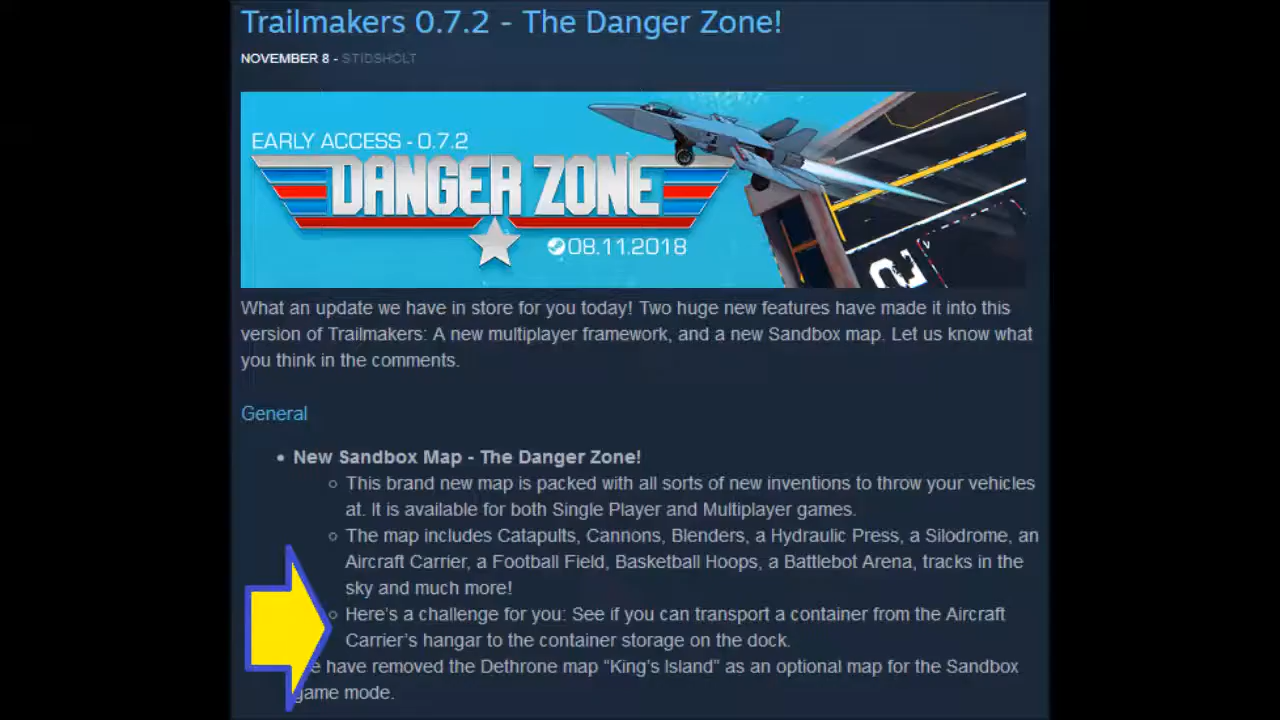 Trailmakers 0.7.2 - The Danger Zone!
NOVEMBER 8 - STIDSHOLT
EARLY ACCESS - 0.7.2
DANGER ZONE
08.11.2018
2
What an update we have in store for you today! Two huge new features have made it into this
version of Trailmakers: A new multiplayer framework, and a new Sandbox map. Let us know what
you think in the comments.
General
• New Sandbox Map - The Danger Zone!
○ This brand new map is packed with all sorts of new inventions to throw your vehicles
at. It is available for both Single Player and Multiplayer games.
○ The map includes Catapults, Cannons, Blenders, a Hydraulic Press, a Silodrome, an
Aircraft Carrier, a Football Field, Basketball Hoops, a Battlebot Arena, tracks in the
sky and much more!
○ Here's a challenge for you: See if you can transport a container from the Aircraft
Carrier's hangar to the container storage on the dock.
have removed the Dethrone map “King's Island” as an optional map for the Sandbox
game mode.